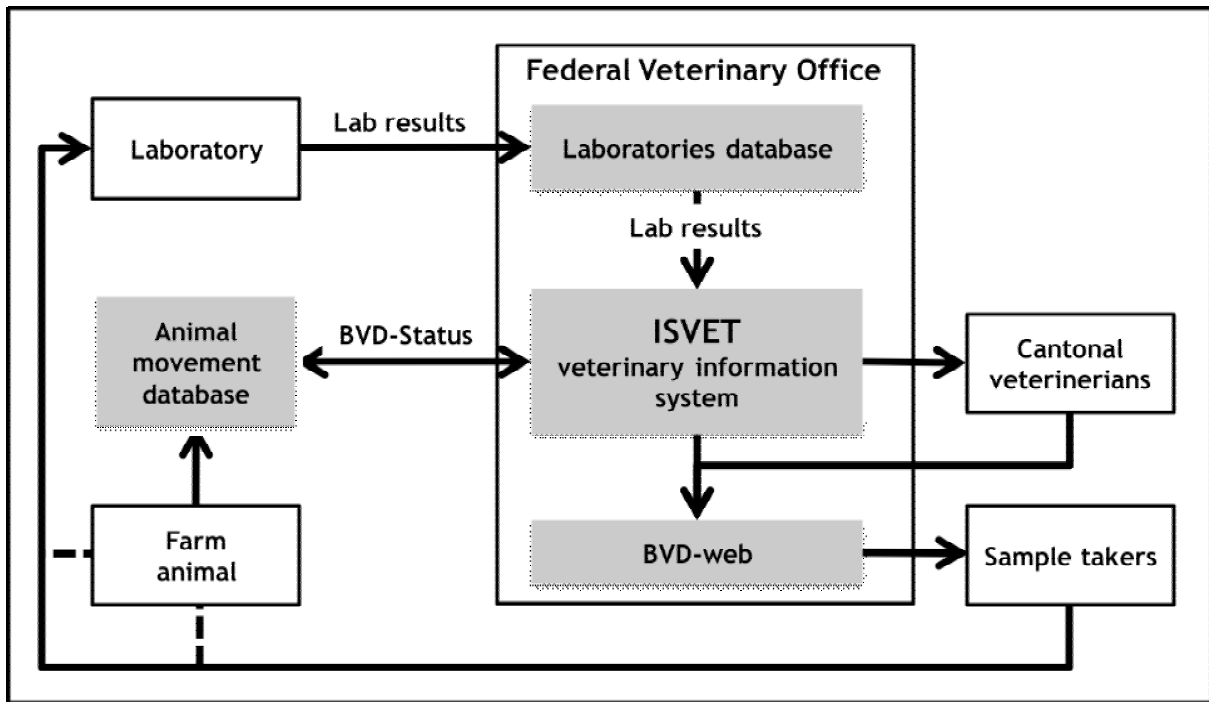 Federal Veterinary Office
Laboratory
Lab results
Laboratories database
Lab results
Animal
movement
database
BVD-Status
ISVET
veterinary information
system
Cantonal
veterinerians
Farm
animal
BVD-web
Sample takers